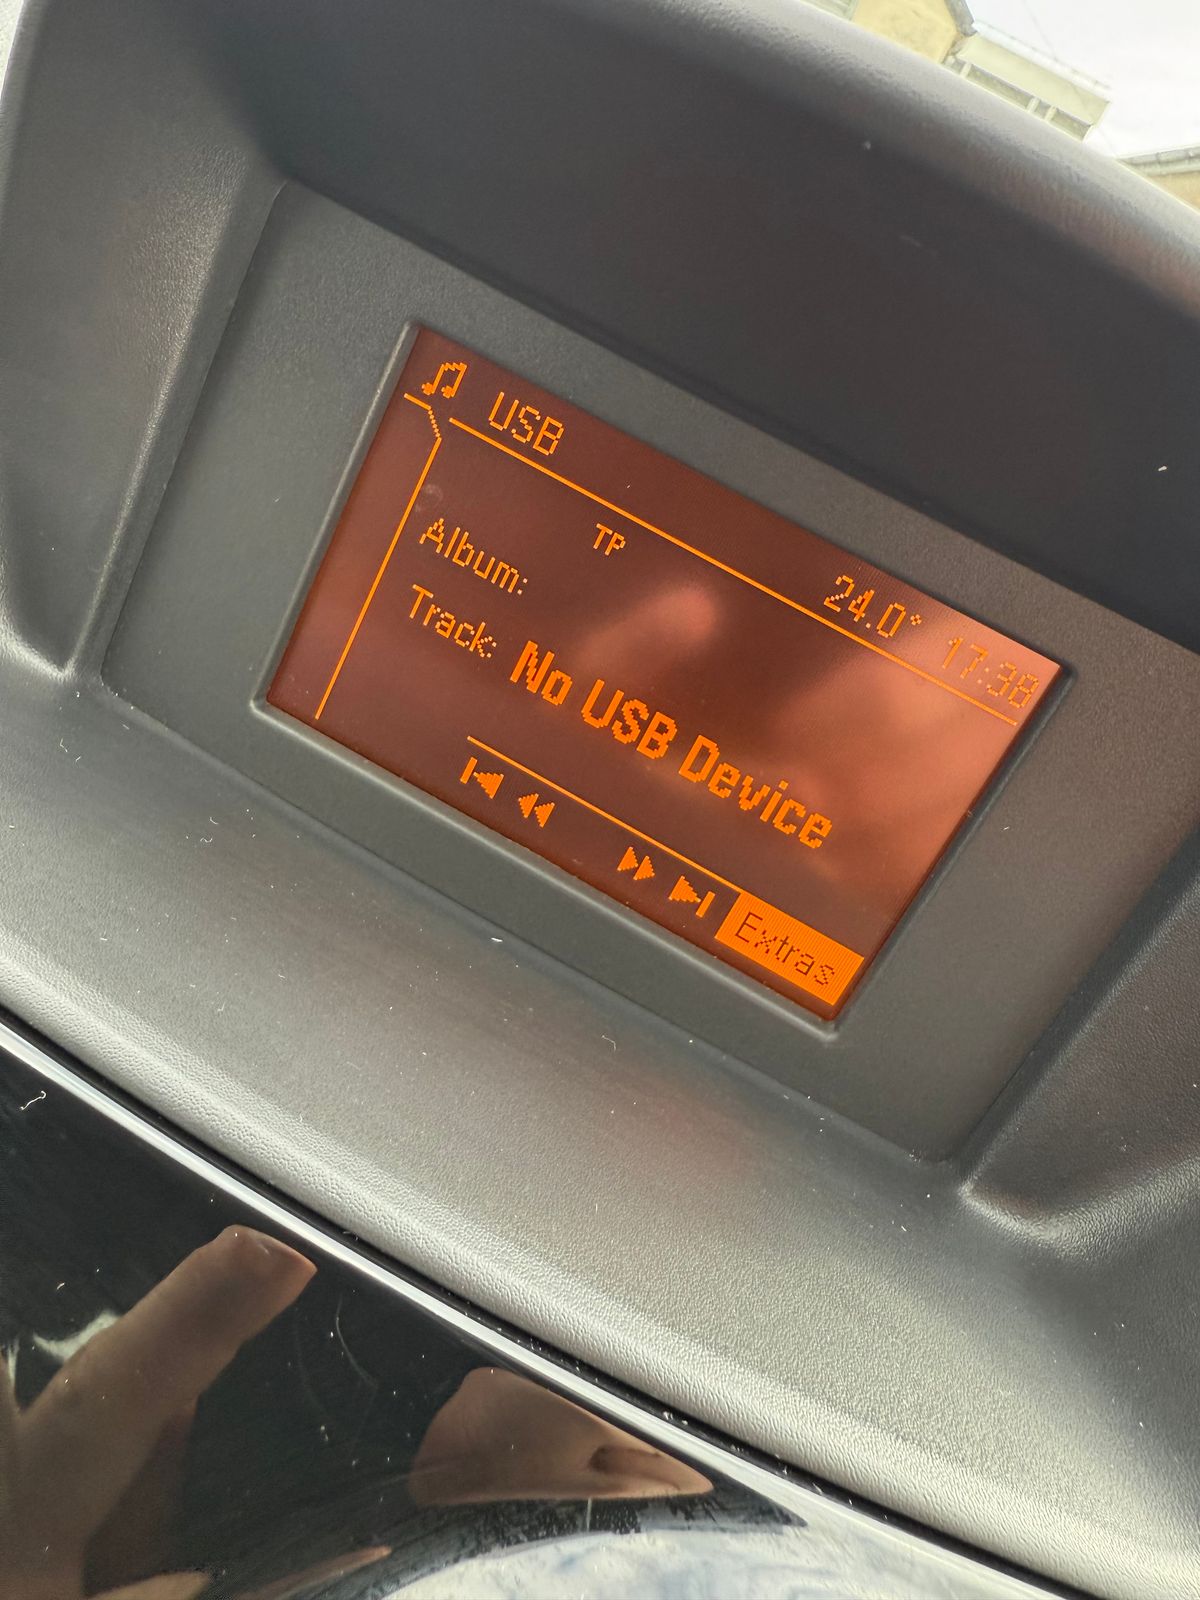 USB 24.0° 17:38
TP
Album:
Track: No USB Device
Extras